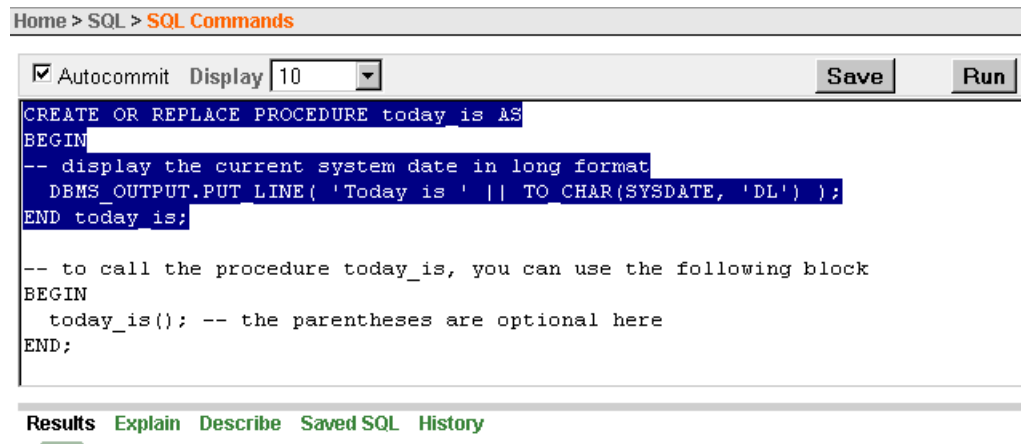 Home > SQL > SQL Commands
Autocommit Display 10 Save Run
CREATE OR REPLACE PROCEDURE today_is AS
BEGIN
-- display the current system date in long format
  DBMS_OUTPUT.PUT_LINE( 'Today is ' || TO_CHAR(SYSDATE, 'DL') );
END today_is;

-- to call the procedure today_is, you can use the following block
BEGIN
  today_is(); -- the parentheses are optional here
END;

Results Explain Describe Saved SQL History